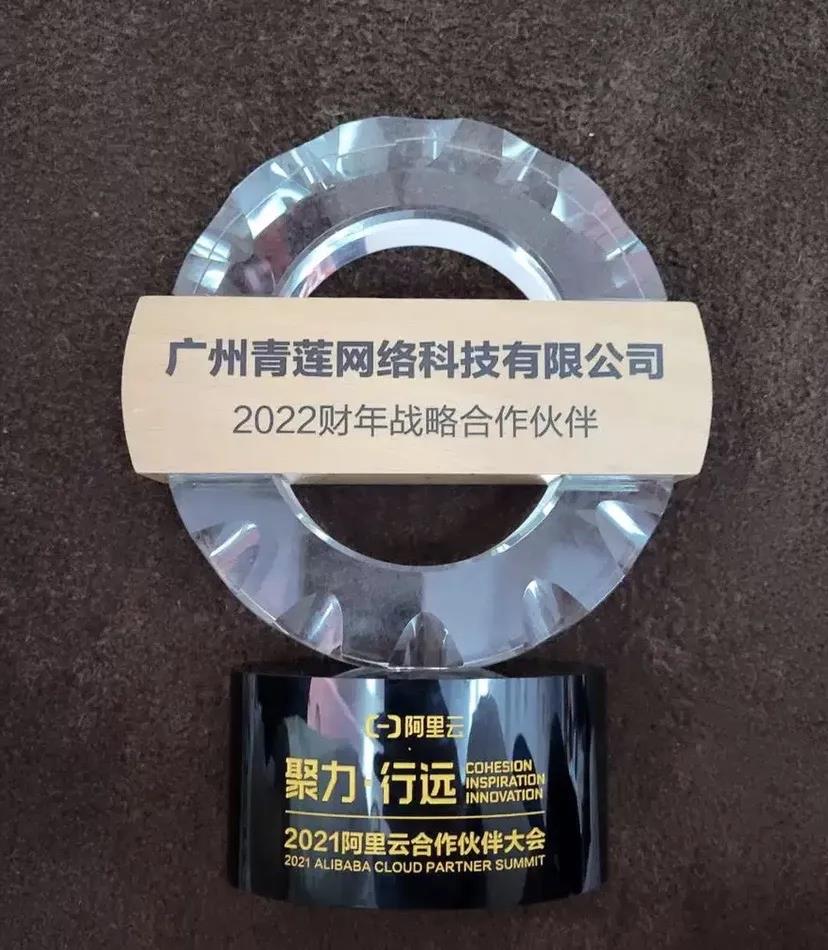 广州青莲网络科技有限公司
2022财年战略合作伙伴
阿里云
聚力·行远
COHESION
INSPIRATION
INNOVATION
2021阿里云合作伙伴大会
2021 ALIBABA CLOUD PARTNER SUMMIT